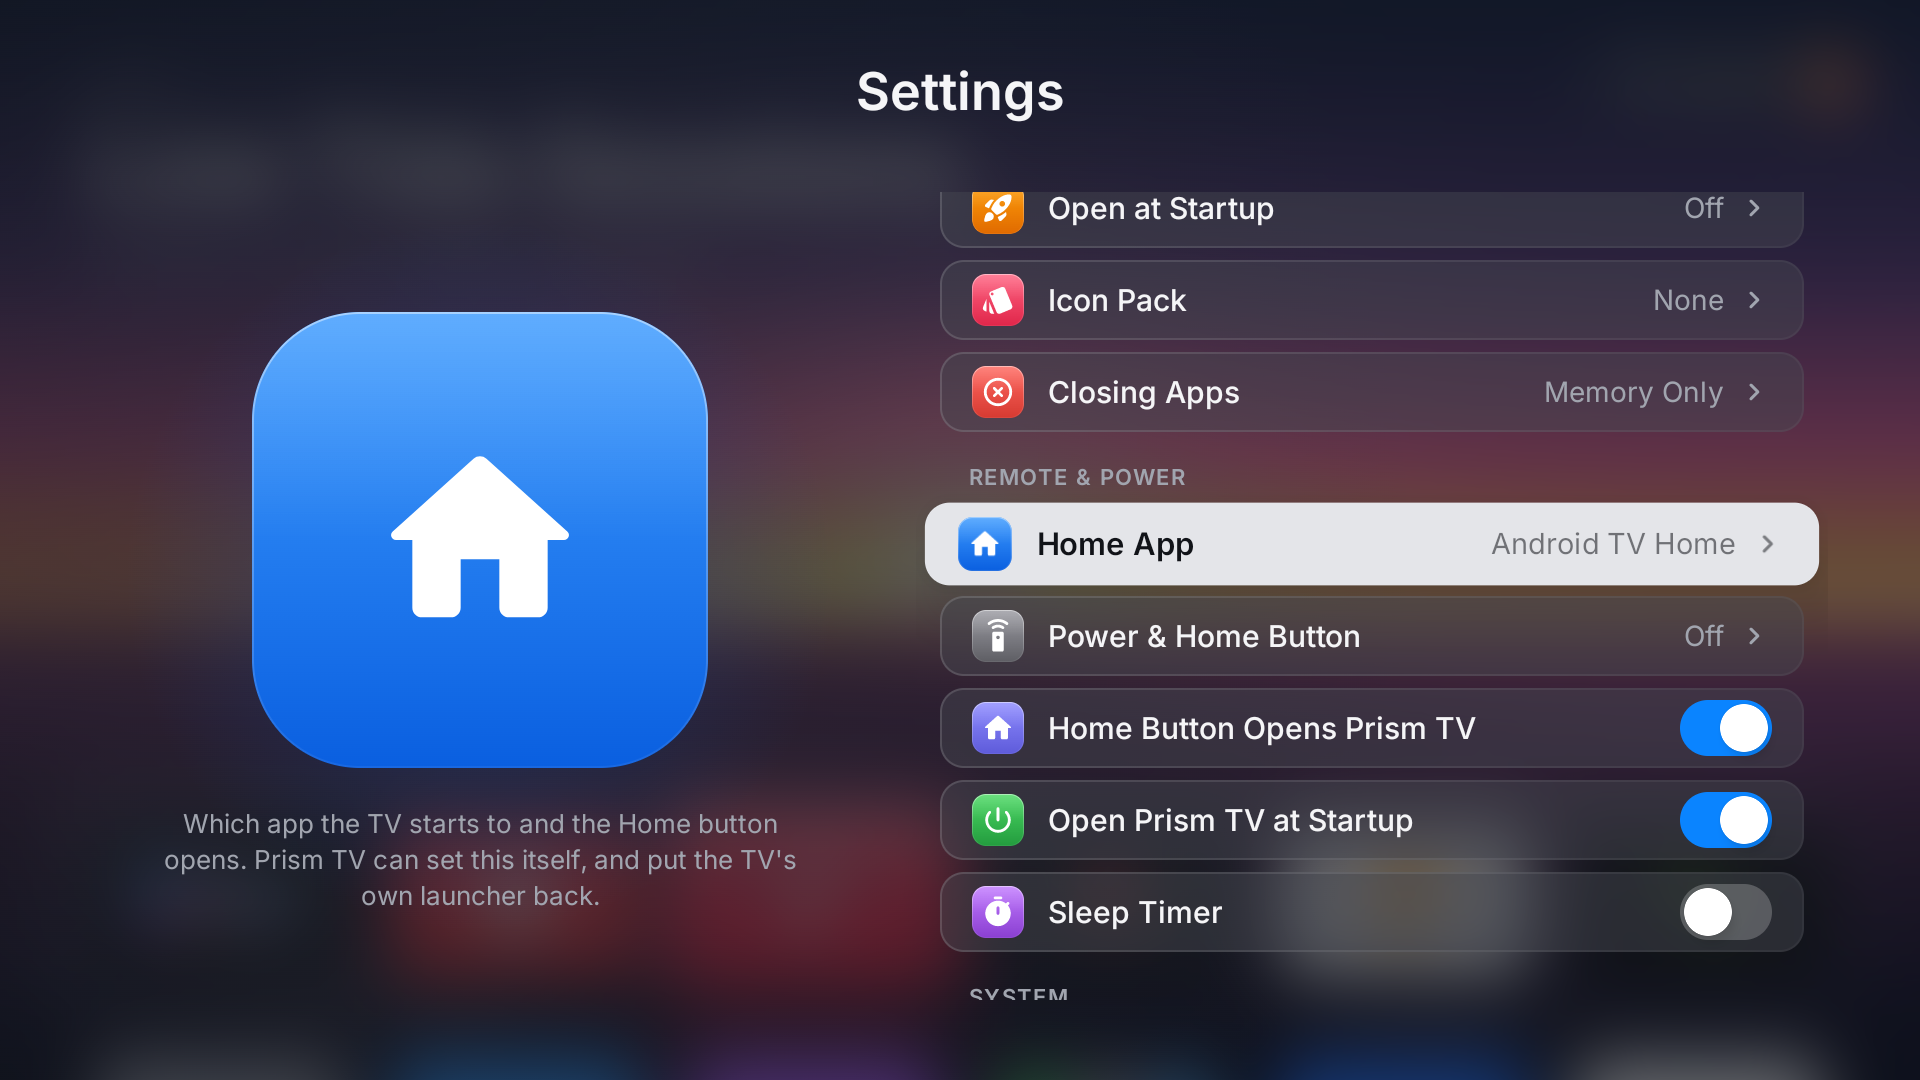 Settings
Open at Startup Off
Icon Pack None
Closing Apps Memory Only
REMOTE & POWER
Home App Android TV Home
Power & Home Button Off
Home Button Opens Prism TV
Open Prism TV at Startup
Sleep Timer
SYSTEM
Which app the TV starts to and the Home button
opens. Prism TV can set this itself, and put the TV's
own launcher back.